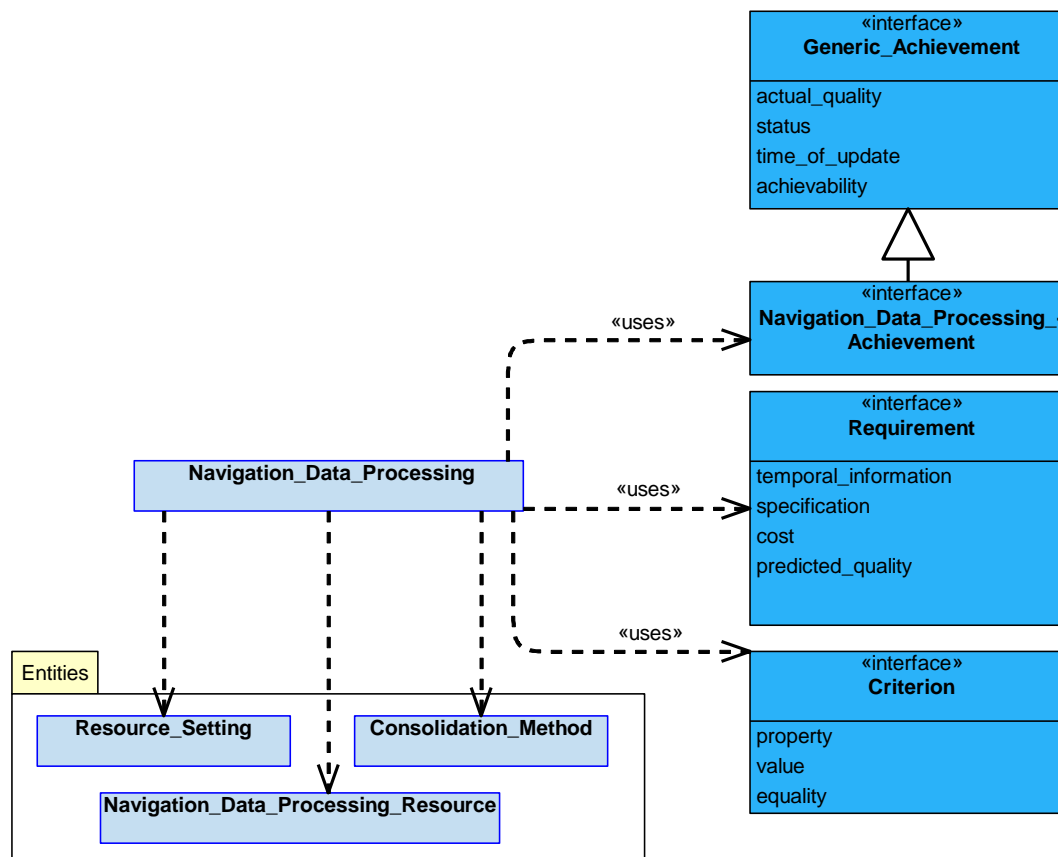 «interface»
Generic_Achievement
actual_quality
status
time_of_update
achievability
«interface»
Navigation_Data_Processing_
Achievement
«uses»
«interface»
Requirement
temporal_information
specification
cost
predicted_quality
Navigation_Data_Processing
«uses»
«uses»
«interface»
Criterion
property
value
equality
Entities
Resource_Setting
Consolidation_Method
Navigation_Data_Processing_Resource